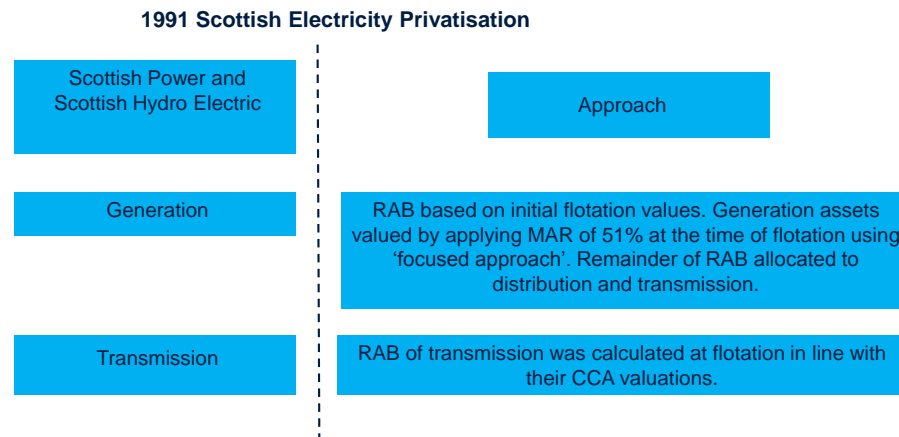 1991 Scottish Electricity Privatisation
Scottish Power and
Scottish Hydro Electric
Approach
Generation
RAB based on initial flotation values. Generation assets
valued by applying MAR of 51% at the time of flotation using
‘focused approach’. Remainder of RAB allocated to
distribution and transmission.
Transmission
RAB of transmission was calculated at flotation in line with
their CCA valuations.